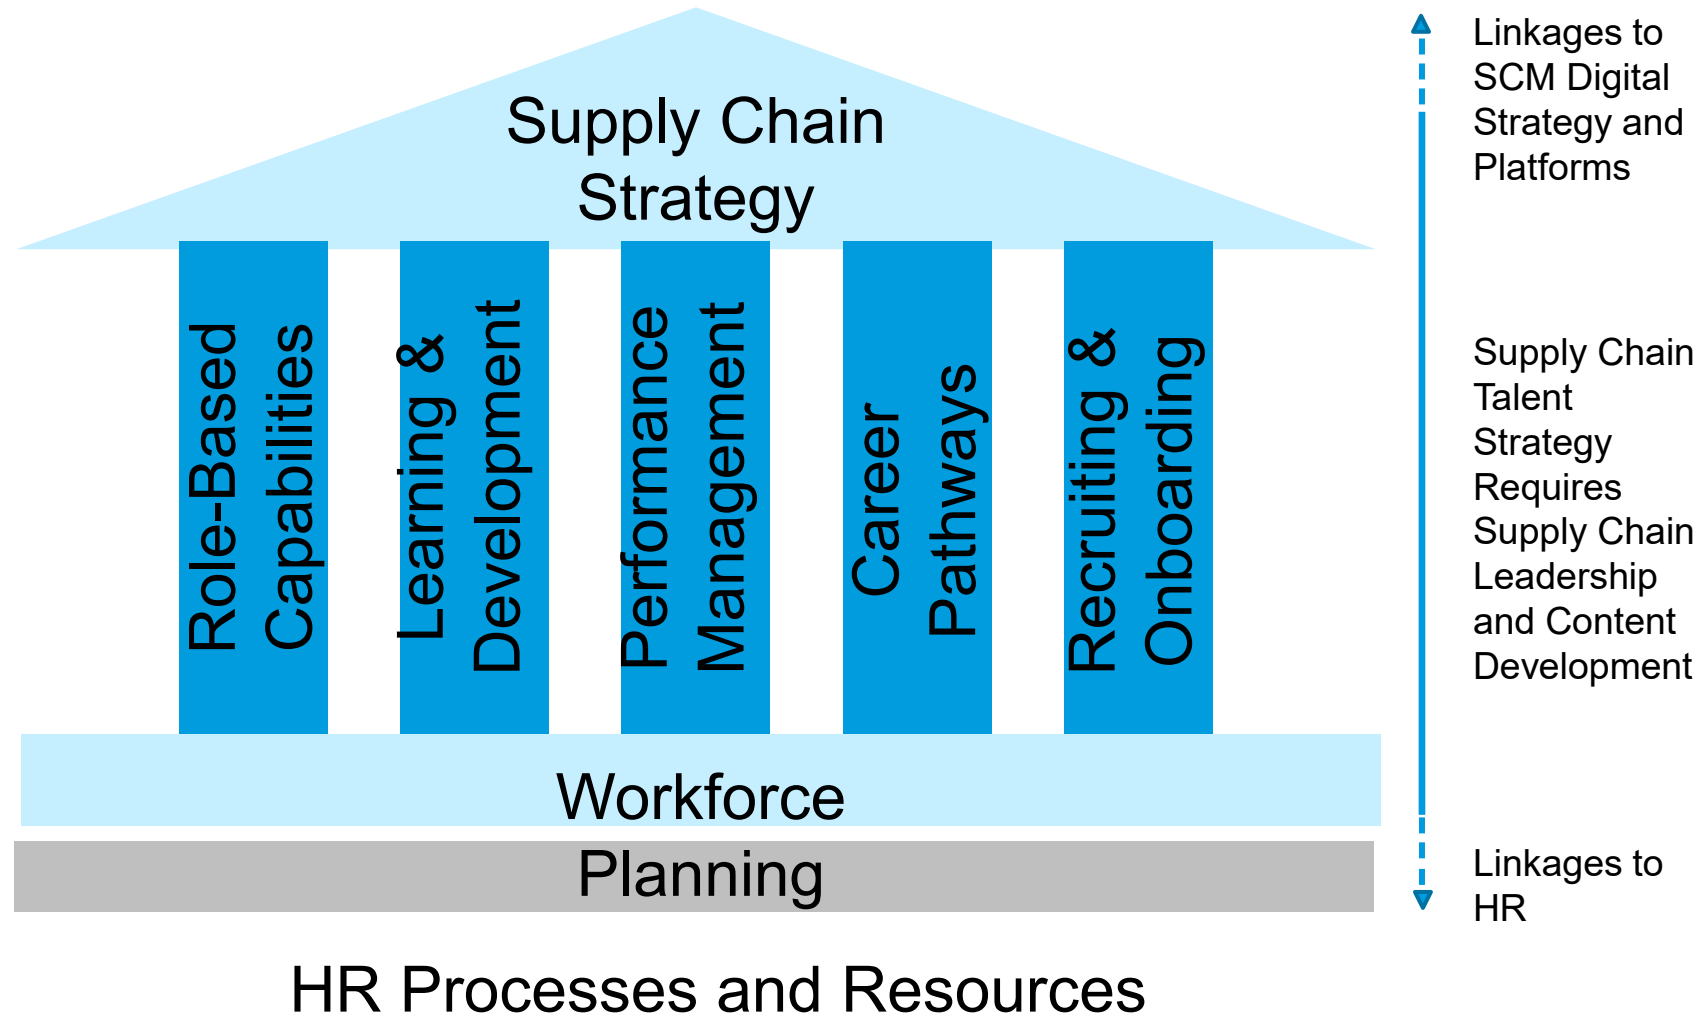 Supply Chain
Strategy
Role-Based
Capabilities
Learning &
Development
Performance
Management
Career
Pathways
Recruiting &
Onboarding
Workforce
Planning
HR Processes and Resources
Linkages to
SCM Digital
Strategy and
Platforms
Supply Chain
Talent
Strategy
Requires
Supply Chain
Leadership
and Content
Development
Linkages to
HR